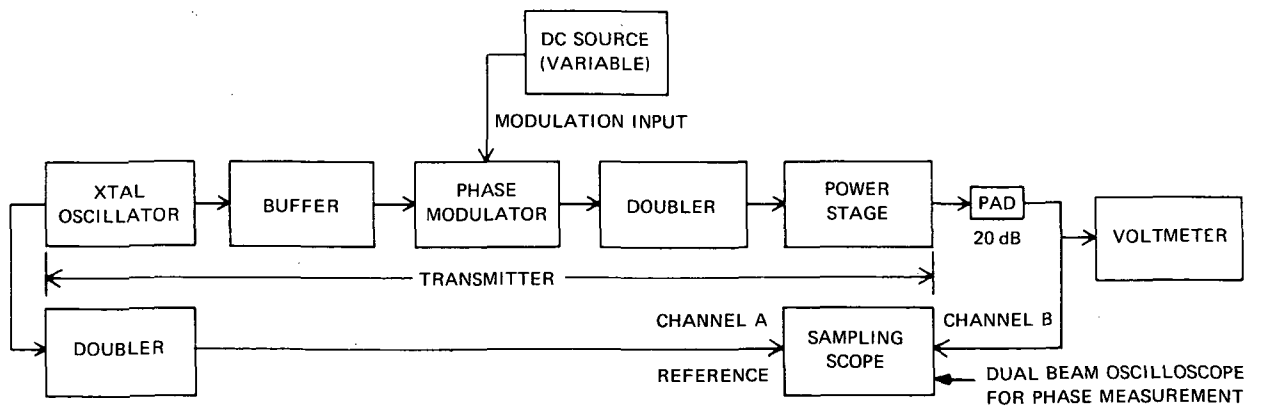 DC SOURCE
(VARIABLE)
MODULATION INPUT
XTAL
OSCILLATOR
BUFFER
PHASE
MODULATOR
DOUBLER
POWER
STAGE
PAD
20 dB
VOLTMETER
TRANSMITTER
DOUBLER
CHANNEL A
REFERENCE
SAMPLING
SCOPE
CHANNEL B
DUAL BEAM OSCILLOSCOPE
FOR PHASE MEASUREMENT